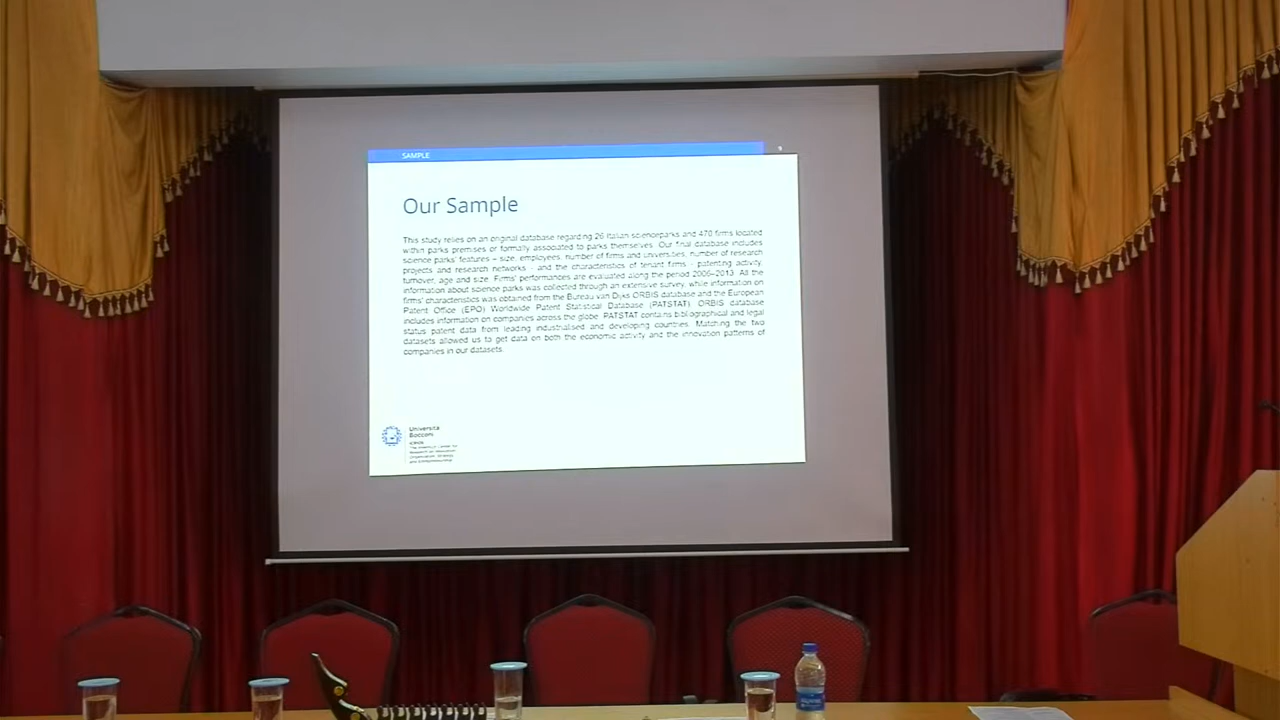 SAMPLE
Our Sample
This study relies on an original database regarding 26 Italian scienceparks and 470 firms located
within parks premises or formally associated to parks themselves. Our final database includes
science parks' features – size, employees, number of firms and universities, number of research
projects and research networks - and the characteristics of tenant firms - patenting activity,
turnover, age and size. Firms' performances are evaluated along the period 2006–2013. All the
information about science parks was collected through an extensive survey, while information on
firms' characteristics was obtained from the Bureau van Dijks ORBIS database and the European
Patent Office (EPO) Worldwide Patent Statistical Database (PATSTAT). ORBIS database
includes information on companies across the globe. PATSTAT contains bibliographical and legal
status patent data from leading industrialised and developing countries. Matching the two
datasets allowed us to get data on both the economic activity and the innovation patterns of
companies in our datasets.
Università
Bocconi
ICRIOS